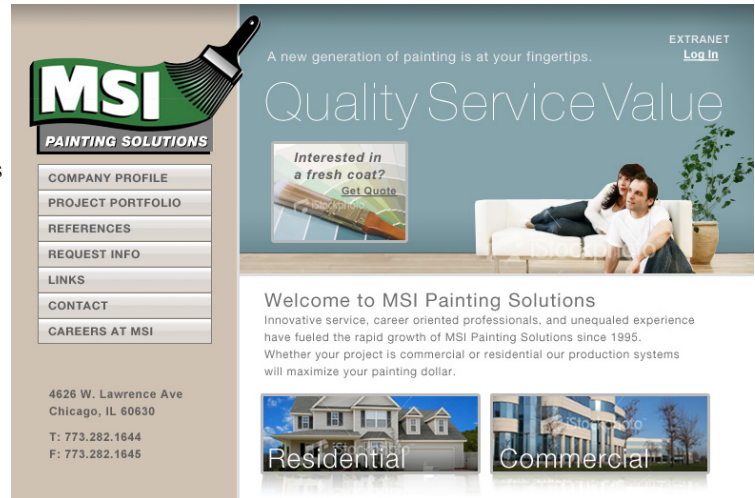 MSI
PAINTING SOLUTIONS
COMPANY PROFILE
PROJECT PORTFOLIO
REFERENCES
REQUEST INFO
LINKS
CONTACT
CAREERS AT MSI
4626 W. Lawrence Ave
Chicago, IL 60630
T: 773.282.1644
F: 773.282.1645
EXTRANET
Log In
A new generation of painting is at your fingertips.
Quality Service Value
Interested in
a fresh coat?
Get Quote
iStockphoto
iStockphoto
Welcome to MSI Painting Solutions
Innovative service, career oriented professionals, and unequaled experience
have fueled the rapid growth of MSI Painting Solutions since 1995.
Whether your project is commercial or residential our production systems
will maximize your painting dollar.
iStockphoto
Residential
iStockphoto
Commercial